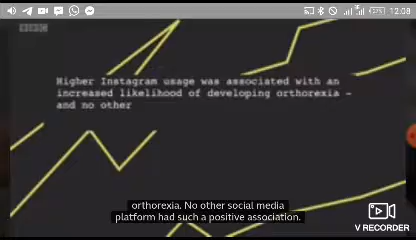 12:08
BBC
Higher Instagram usage was associated with an
increased likelihood of developing orthorexia –
and no other
orthorexia. No other social media
platform had such a positive association.
V RECORDER